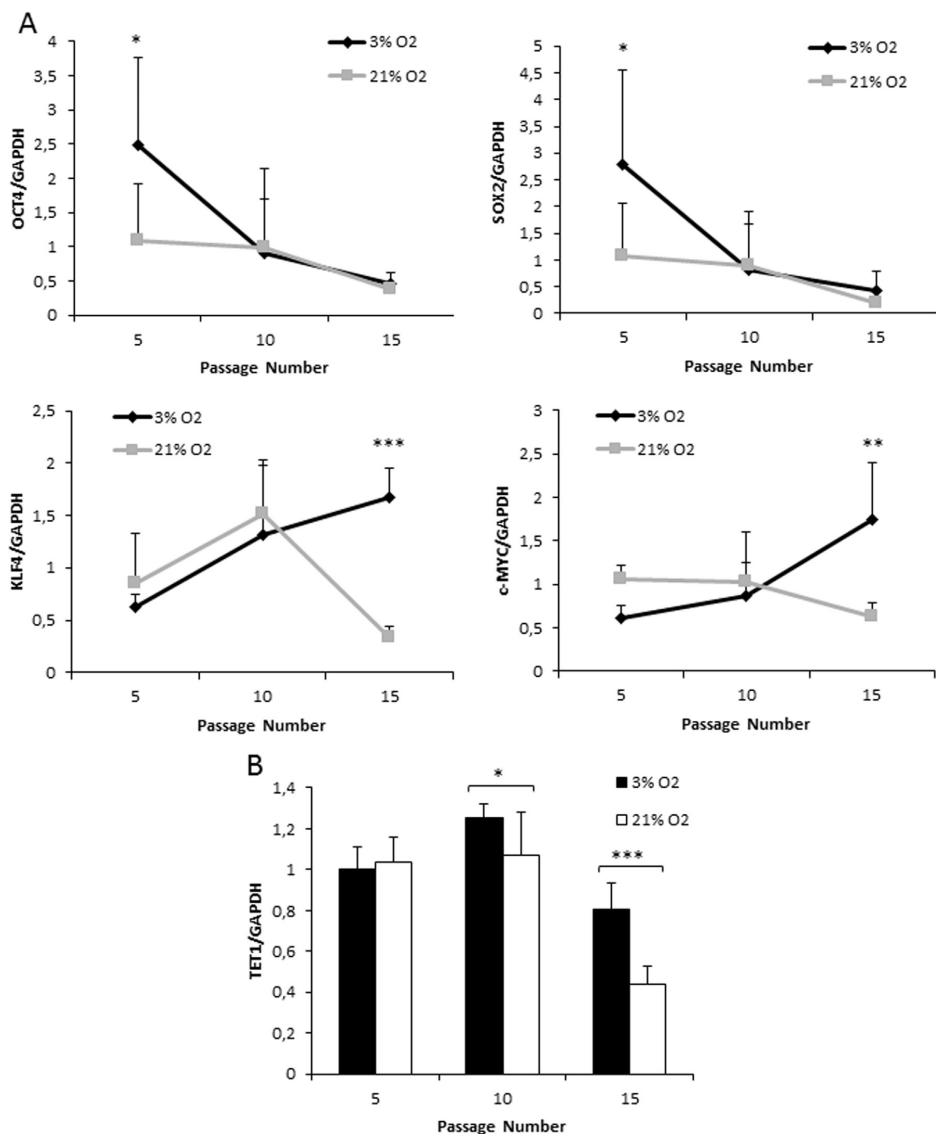 A
OCT4/GAPDH
4
3,5
3
2,5
2
1,5
1
0,5
0
*
3% O2
21% O2
5
10
15
Passage Number
SOX2/GAPDH
5
4,5
4
3,5
3
2,5
2
1,5
1
0,5
0
*
3% O2
21% O2
5
10
15
Passage Number
KLF4/GAPDH
2,5
2
1,5
1
0,5
0
3% O2
21% O2
***
5
10
15
Passage Number
c-MYC/GAPDH
3
2,5
2
1,5
1
0,5
0
3% O2
21% O2
**
5
10
15
Passage Number
B
TET1/GAPDH
1,4
1,2
1
0,8
0,6
0,4
0,2
0
*
***
3% O2
21% O2
5
10
15
Passage Number